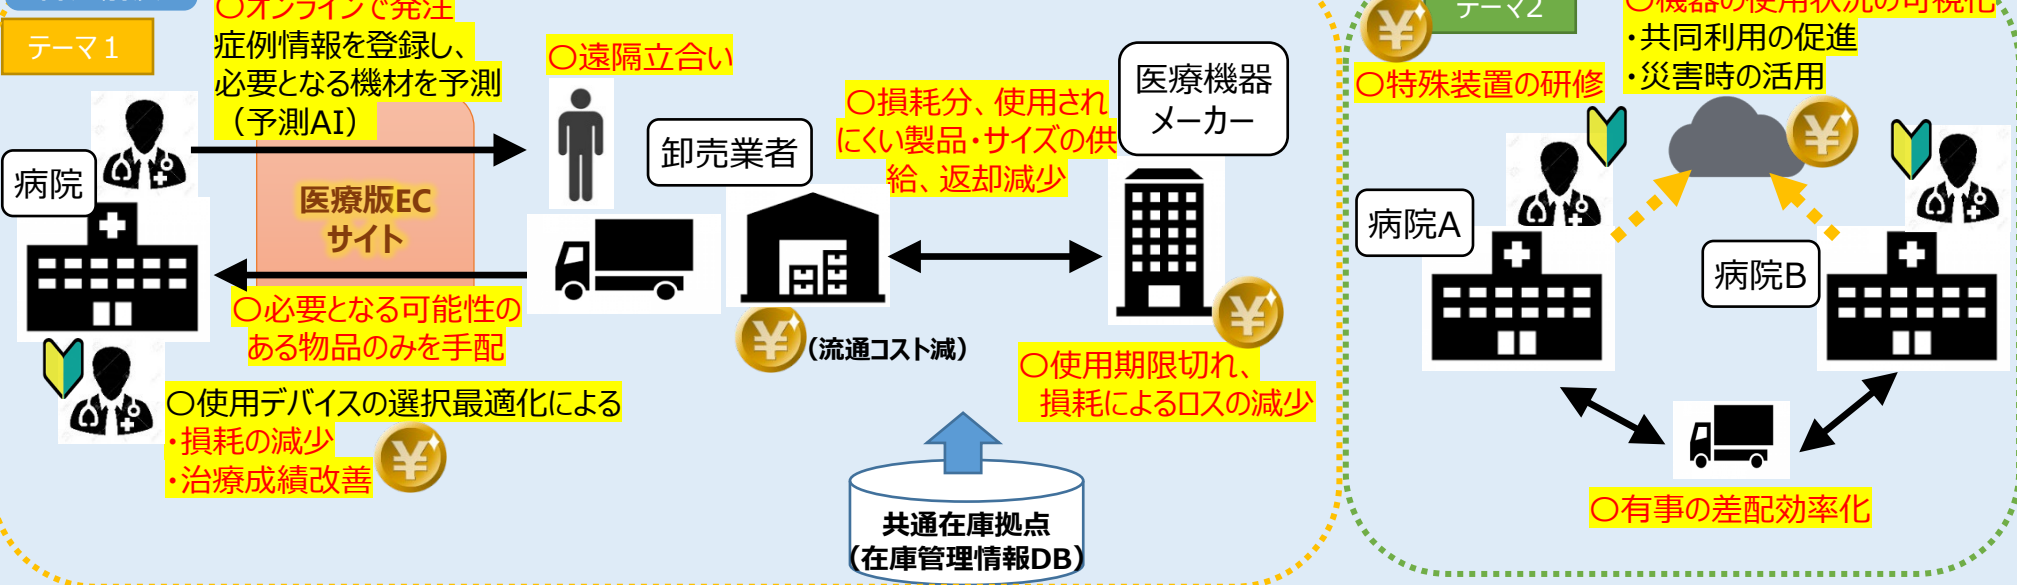 テーマ１
〇オンラインで発注
症例情報を登録し、
必要となる機材を予測
（予測AI）
病院
医療版EC
サイト
〇遠隔立合い
卸売業者
〇損耗分、使用され
にくい製品・サイズの供
給、返却減少
医療機器
メーカー
〇必要となる可能性の
ある物品のみを手配
(流通コスト減)
〇使用期限切れ、
損耗によるロスの減少
〇使用デバイスの選択最適化による
・損耗の減少
・治療成績改善
共通在庫拠点
(在庫管理情報DB)
テーマ2
〇特殊装置の研修
〇機器の使用状況の可視化
・共同利用の促進
・災害時の活用
病院A
病院B
〇有事の差配効率化